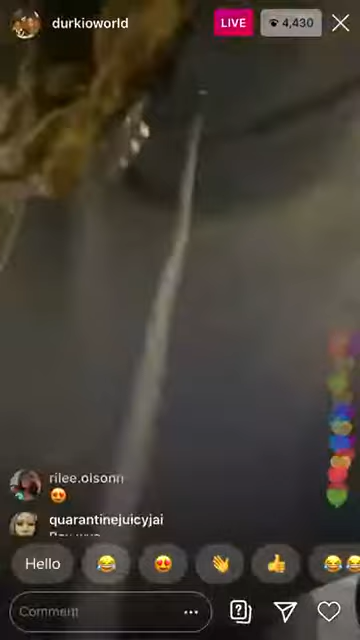 durkioworld
LIVE
4,430
rilee.olsonn
😍
quarantinejuicyjai
Hello 😂 😍 👋 👍 😂😂
Comment